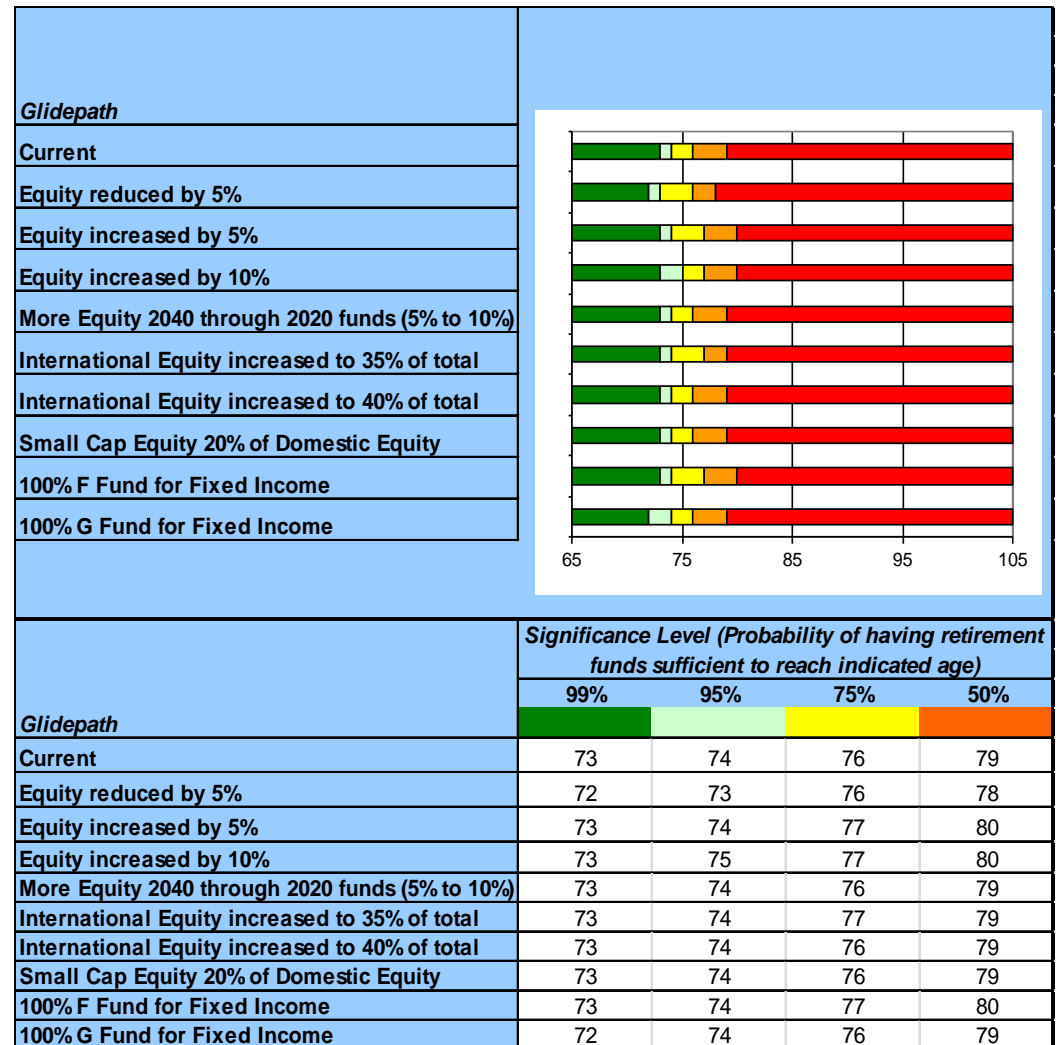 Glidepath
Current
Equity reduced by 5%
Equity increased by 5%
Equity increased by 10%
More Equity 2040 through 2020 funds (5% to 10%)
International Equity increased to 35% of total
International Equity increased to 40% of total
Small Cap Equity 20% of Domestic Equity
100% F Fund for Fixed Income
100% G Fund for Fixed Income
65 75 85 95 105
Significance Level (Probability of having retirement
funds sufficient to reach indicated age)
99% 95% 75% 50%
Glidepath
Current 73 74 76 79
Equity reduced by 5% 72 73 76 78
Equity increased by 5% 73 74 77 80
Equity increased by 10% 73 75 77 80
More Equity 2040 through 2020 funds (5% to 10%) 73 74 76 79
International Equity increased to 35% of total 73 74 77 79
International Equity increased to 40% of total 73 74 76 79
Small Cap Equity 20% of Domestic Equity 73 74 76 79
100% F Fund for Fixed Income 73 74 77 80
100% G Fund for Fixed Income 72 74 76 79